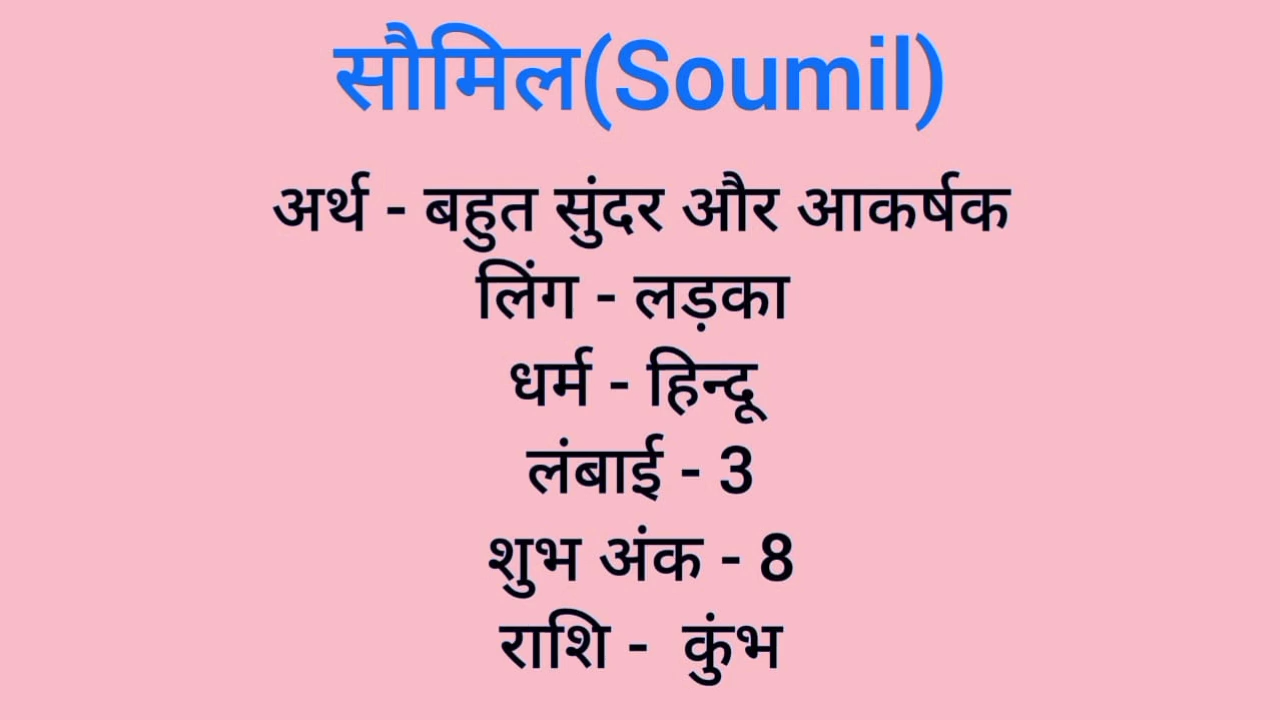 सौमिल(Soumil)
अर्थ - बहुत सुंदर और आकर्षक
लिंग - लड़का
धर्म - हिन्दू
लंबाई - 3
शुभ अंक - 8
राशि - कुंभ